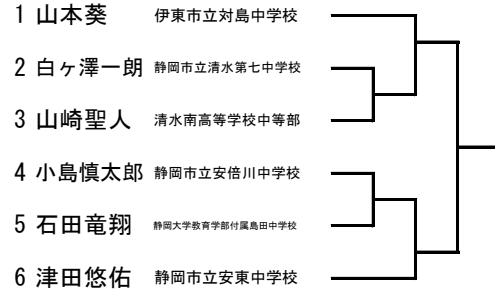 1 山本葵 伊東市立対島中学校
2 白ヶ澤一朗 静岡市立清水第七中学校
3 山崎聖人 清水南高等学校中等部
4 小島慎太郎 静岡市立安倍川中学校
5 石田竜翔 静岡大学教育学部付属島田中学校
6 津田悠佑 静岡市立安東中学校